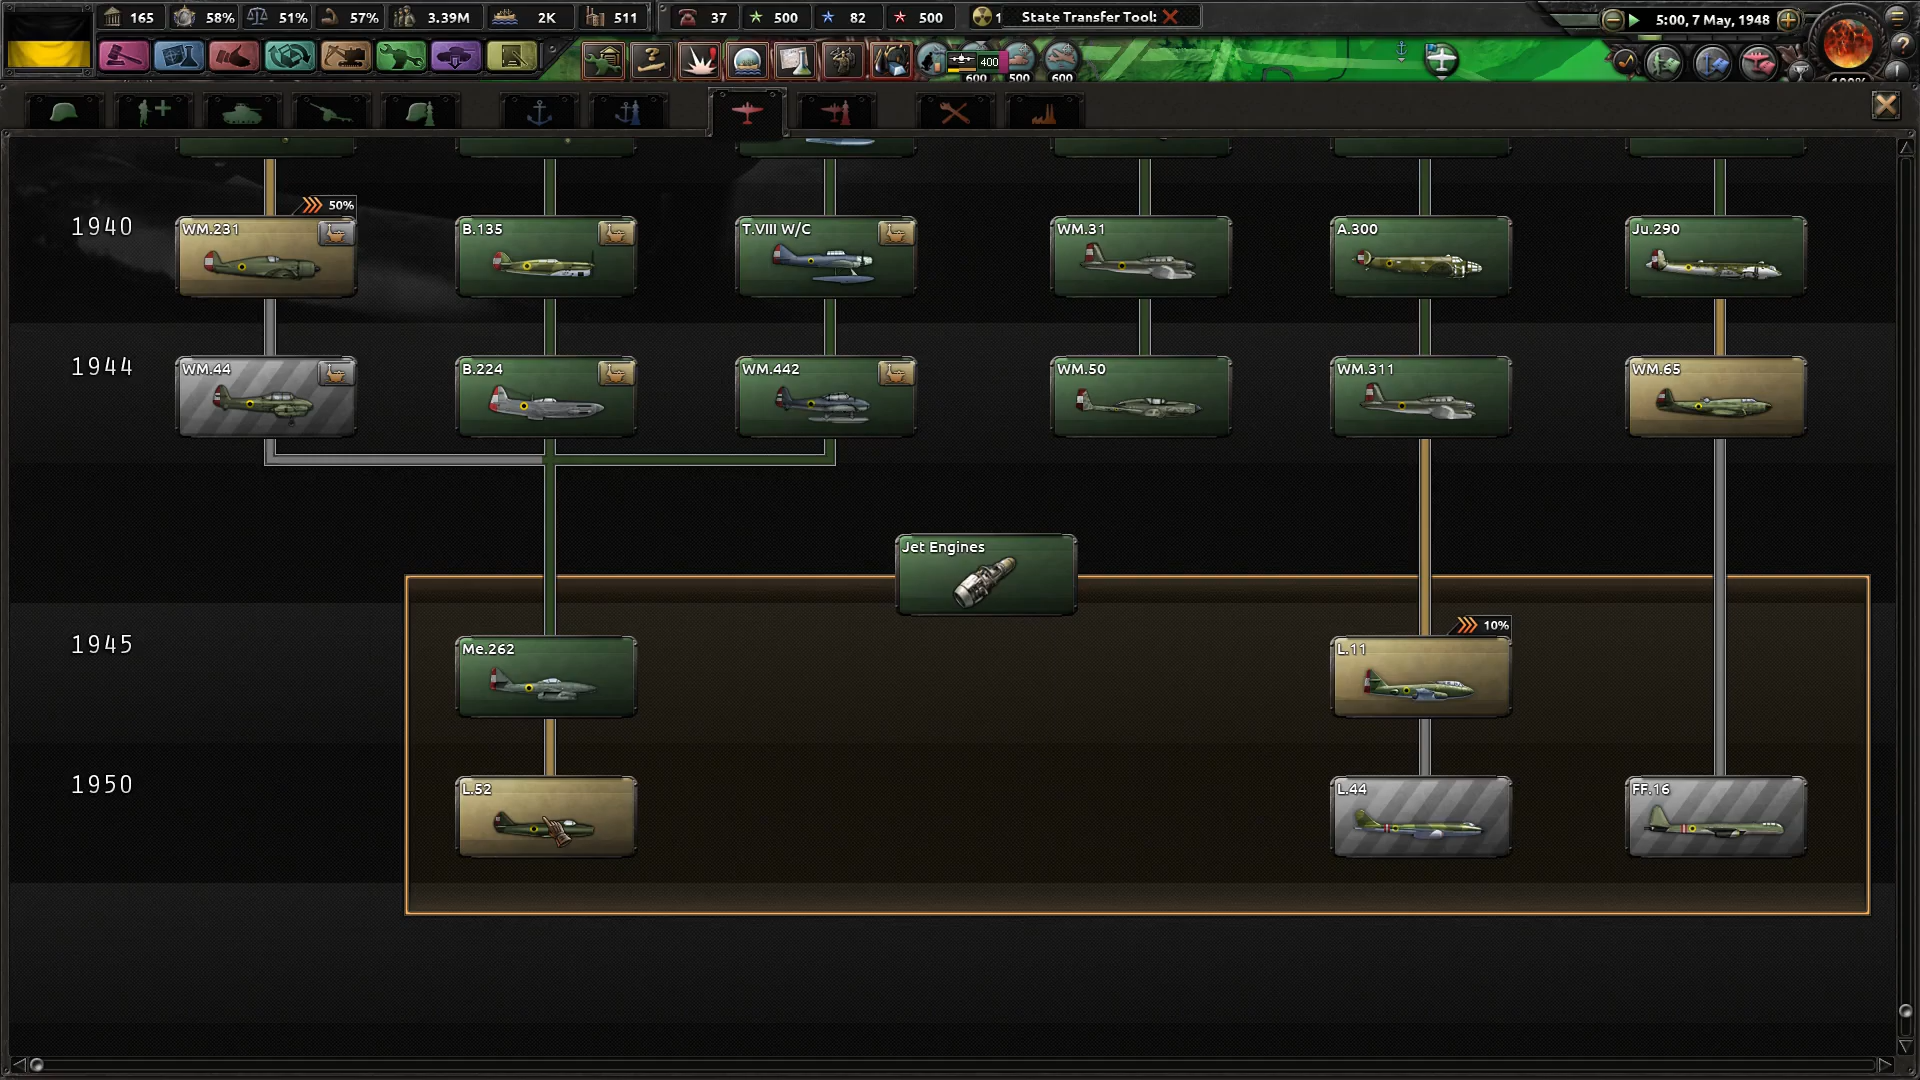 165
58%
51%
57%
3.39M
2K
511
37
500
82
500
1
State Transfer Tool:
5:00, 7 May, 1948
400
600
500
600
100%
1940
50%
WM.231
B.135
T.VIII W/C
WM.31
A.300
Ju.290
1944
WM.44
B.224
WM.442
WM.50
WM.311
WM.65
Jet Engines
1945
10%
Me.262
L.11
1950
L.52
L.44
FF.16